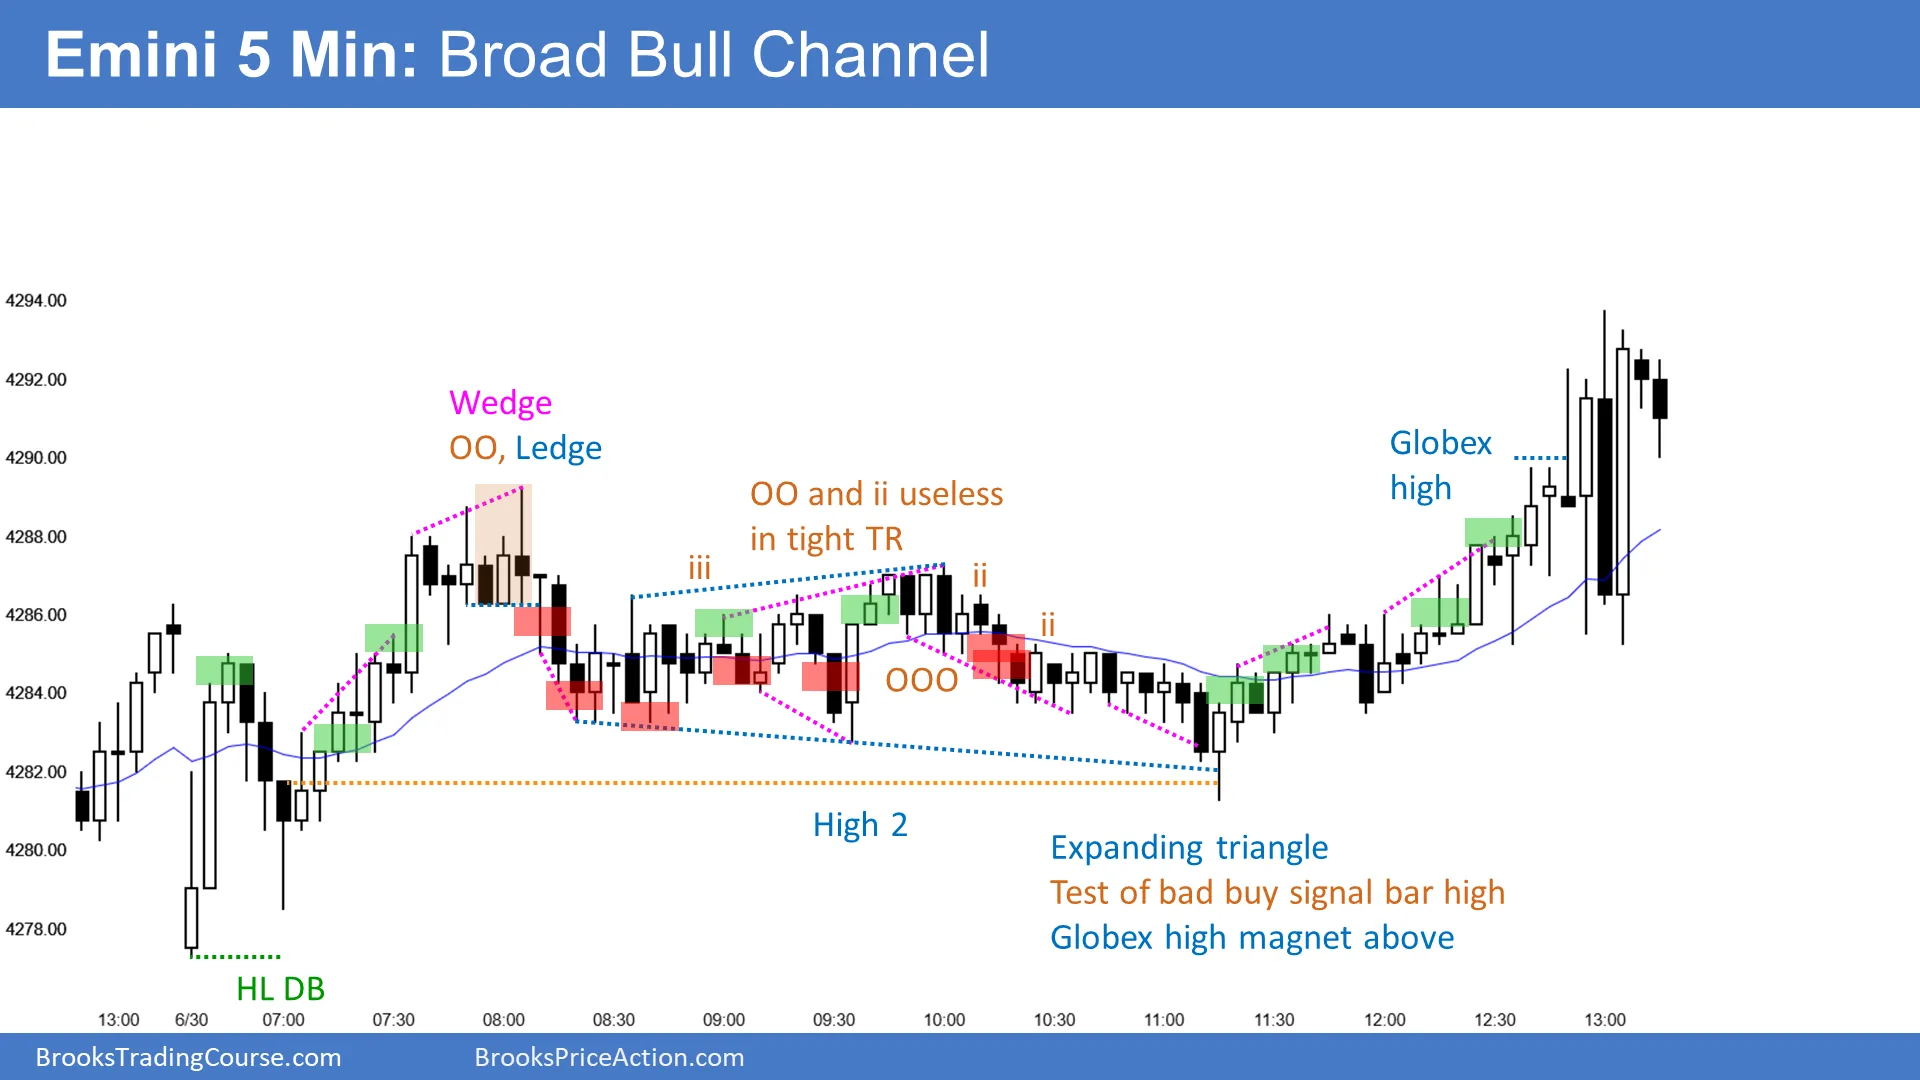 Emini 5 Min: Broad Bull Channel
4294.00
4292.00
4290.00
4288.00
4286.00
4284.00
4282.00
4280.00
4278.00
Wedge
OO, Ledge
iii
OO and ii useless
in tight TR
ii
ii
OOO
Globex
high
High 2
Expanding triangle
Test of bad buy signal bar high
Globex high magnet above
HL DB
13:00 6/30 07:00 07:30 08:00 08:30 09:00 09:30 10:00 10:30 11:00 11:30 12:00 12:30 13:00
BrooksTradingCourse.com BrooksPriceAction.com